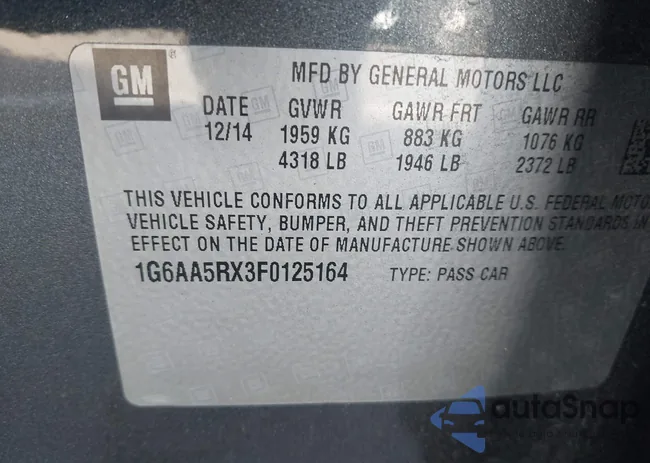 GM
MFD BY GENERAL MOTORS LLC
DATE GVWR GAWR FRT GAWR RR
12/14 1959 KG 883 KG 1076 KG
4318 LB 1946 LB 2372 LB
THIS VEHICLE CONFORMS TO ALL APPLICABLE U.S. FEDERAL MOTO
VEHICLE SAFETY, BUMPER, AND THEFT PREVENTION STANDARDS IN
EFFECT ON THE DATE OF MANUFACTURE SHOWN ABOVE.
1G6AA5RX3F0125164 TYPE: PASS CAR
autoSnap